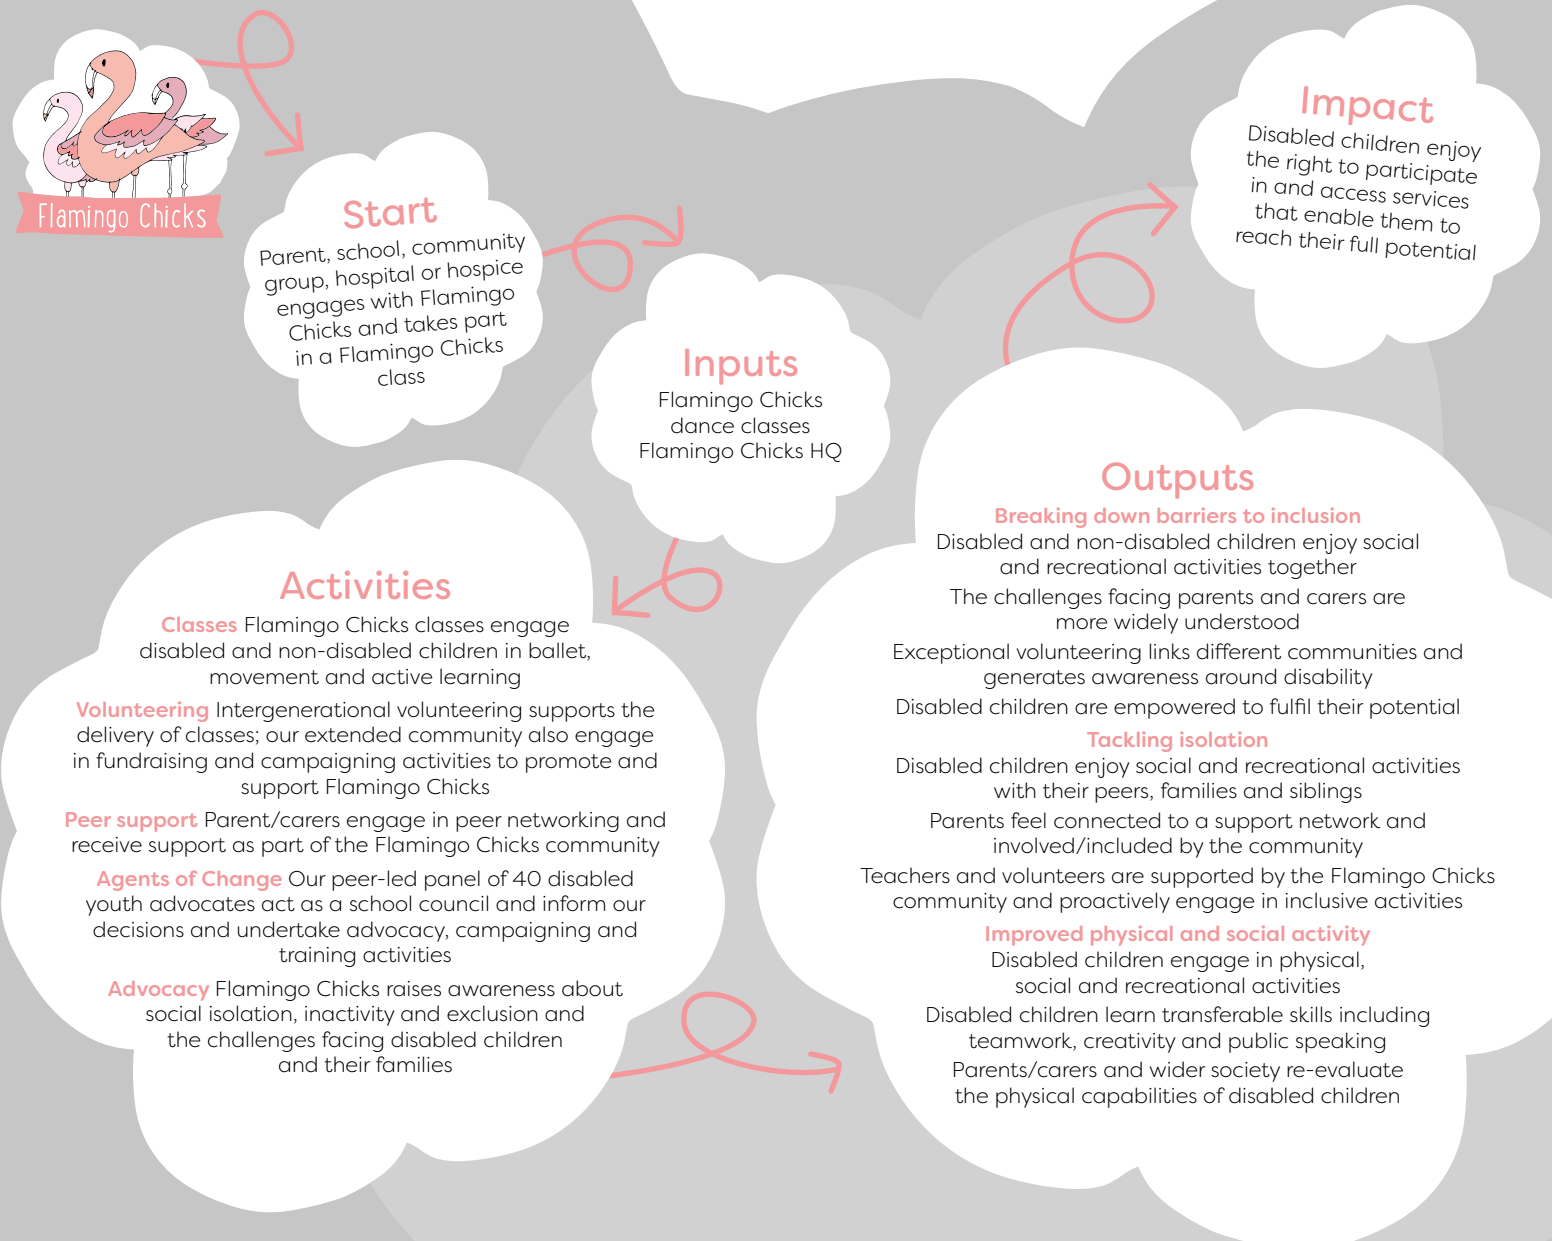 Flamingo Chicks
Start
Parent, school, community
group, hospital or hospice
engages with Flamingo
Chicks and takes part
in a Flamingo Chicks
class
Inputs
Flamingo Chicks
dance classes
Flamingo Chicks HQ
Activities
Classes Flamingo Chicks classes engage
disabled and non-disabled children in ballet,
movement and active learning
Volunteering Intergenerational volunteering supports the
delivery of classes; our extended community also engage
in fundraising and campaigning activities to promote and
support Flamingo Chicks
Peer support Parent/carers engage in peer networking and
receive support as part of the Flamingo Chicks community
Agents of Change Our peer-led panel of 40 disabled
youth advocates act as a school council and inform our
decisions and undertake advocacy, campaigning and
training activities
Advocacy Flamingo Chicks raises awareness about
social isolation, inactivity and exclusion and
the challenges facing disabled children
and their families
Outputs
Breaking down barriers to inclusion
Disabled and non-disabled children enjoy social
and recreational activities together
The challenges facing parents and carers are
more widely understood
Exceptional volunteering links different communities and
generates awareness around disability
Disabled children are empowered to fulfil their potential
Tackling isolation
Disabled children enjoy social and recreational activities
with their peers, families and siblings
Parents feel connected to a support network and
involved/included by the community
Teachers and volunteers are supported by the Flamingo Chicks
community and proactively engage in inclusive activities
Improved physical and social activity
Disabled children engage in physical,
social and recreational activities
Disabled children learn transferable skills including
teamwork, creativity and public speaking
Parents/carers and wider society re-evaluate
the physical capabilities of disabled children
Impact
Disabled children enjoy
the right to participate
in and access services
that enable them to
reach their full potential